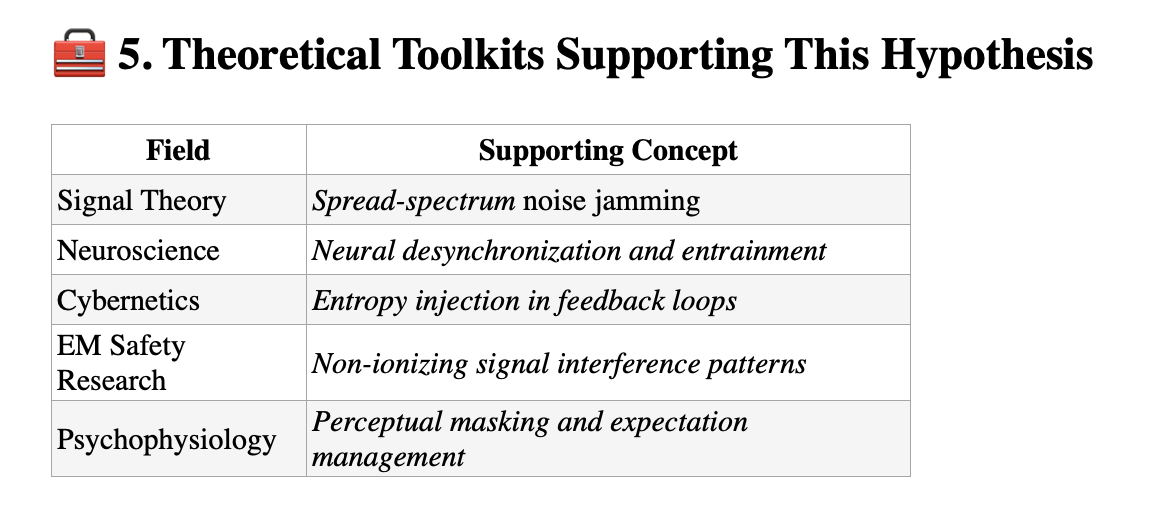 🧰 5. Theoretical Toolkits Supporting This Hypothesis
Field
Supporting Concept
Signal Theory
Spread-spectrum noise jamming
Neuroscience
Neural desynchronization and entrainment
Cybernetics
Entropy injection in feedback loops
EM Safety
Research
Non-ionizing signal interference patterns
Psychophysiology
Perceptual masking and expectation
management